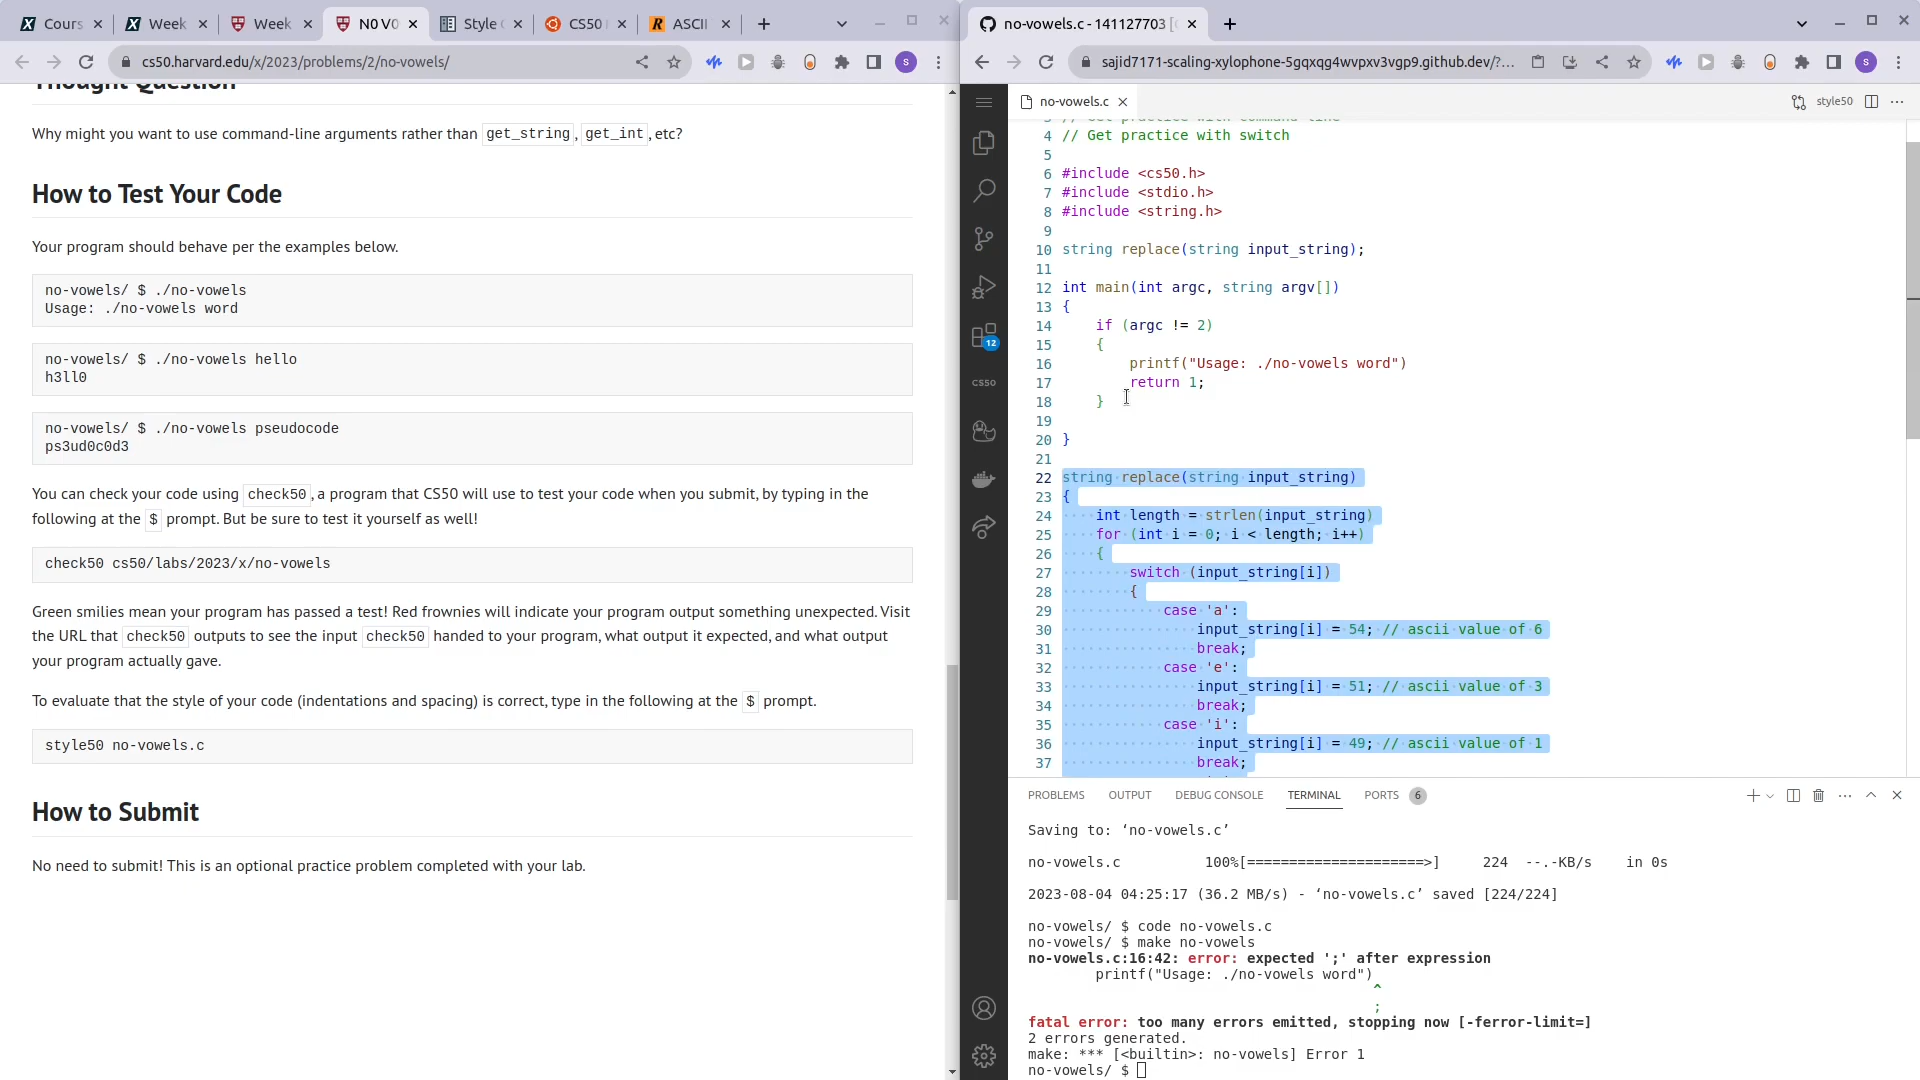 Cours
Week
Week
N0 V0
Style C
CS50
ASCII
cs50.harvard.edu/x/2023/problems/2/no-vowels/
S
Thought Question
Why might you want to use command-line arguments rather than get_string, get_int, etc?
How to Test Your Code
Your program should behave per the examples below.
no-vowels/ $ ./no-vowels
Usage: ./no-vowels word
no-vowels/ $ ./no-vowels hello
h3ll0
no-vowels/ $ ./no-vowels pseudocode
ps3ud0c0d3
You can check your code using check50, a program that CS50 will use to test your code when you submit, by typing in the
following at the $ prompt. But be sure to test it yourself as well!
check50 cs50/labs/2023/x/no-vowels
Green smilies mean your program has passed a test! Red frownies will indicate your program output something unexpected. Visit
the URL that check50 outputs to see the input check50 handed to your program, what output it expected, and what output
your program actually gave.
To evaluate that the style of your code (indentations and spacing) is correct, type in the following at the $ prompt.
style50 no-vowels.c
How to Submit
No need to submit! This is an optional practice problem completed with your lab.
no-vowels.c - 141127703 [
sajid7171-scaling-xylophone-5gqxqg4wvpxv3vgp9.github.dev/?...
S
no-vowels.c
style50
12
CS50
3 // Get practice with command-line
4 // Get practice with switch
5
6 #include <cs50.h>
7 #include <stdio.h>
8 #include <string.h>
9
10 string replace(string input_string);
11
12 int main(int argc, string argv[])
13 {
14 if (argc != 2)
15 {
16 printf("Usage: ./no-vowels word")
17 return 1;
18 }
19
20 }
21
22 string replace(string input_string)
23 {
24 int length = strlen(input_string)
25 for (int i = 0; i < length; i++)
26 {
27 switch (input_string[i])
28 {
29 case 'a':
30 input_string[i] = 54; // ascii value of 6
31 break;
32 case 'e':
33 input_string[i] = 51; // ascii value of 3
34 break;
35 case 'i':
36 input_string[i] = 49; // ascii value of 1
37 break;
PROBLEMS
OUTPUT
DEBUG CONSOLE
TERMINAL
PORTS 6
Saving to: ‘no-vowels.c’
no-vowels.c 100%[=====================>] 224 --.-KB/s in 0s
2023-08-04 04:25:17 (36.2 MB/s) - ‘no-vowels.c’ saved [224/224]
no-vowels/ $ code no-vowels.c
no-vowels/ $ make no-vowels
no-vowels.c:16:42: error: expected ';' after expression
printf("Usage: ./no-vowels word")
^
;
fatal error: too many errors emitted, stopping now [-ferror-limit=]
2 errors generated.
make: *** [<builtin>: no-vowels] Error 1
no-vowels/ $